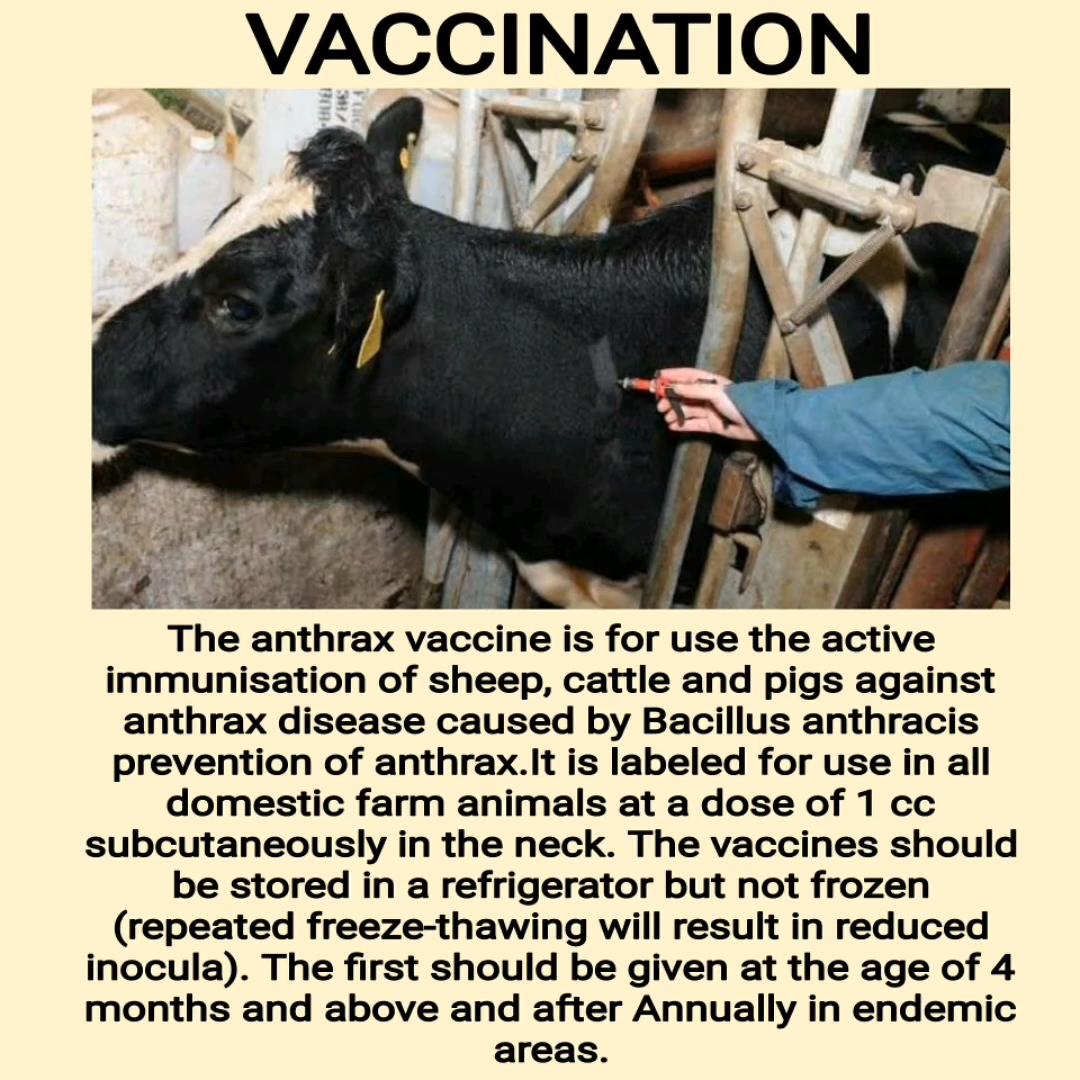 VACCINATION
The anthrax vaccine is for use the active
immunisation of sheep, cattle and pigs against
anthrax disease caused by Bacillus anthracis
prevention of anthrax.It is labeled for use in all
domestic farm animals at a dose of 1 cc
subcutaneously in the neck. The vaccines should
be stored in a refrigerator but not frozen
(repeated freeze-thawing will result in reduced
inocula). The first should be given at the age of 4
months and above and after Annually in endemic
areas.